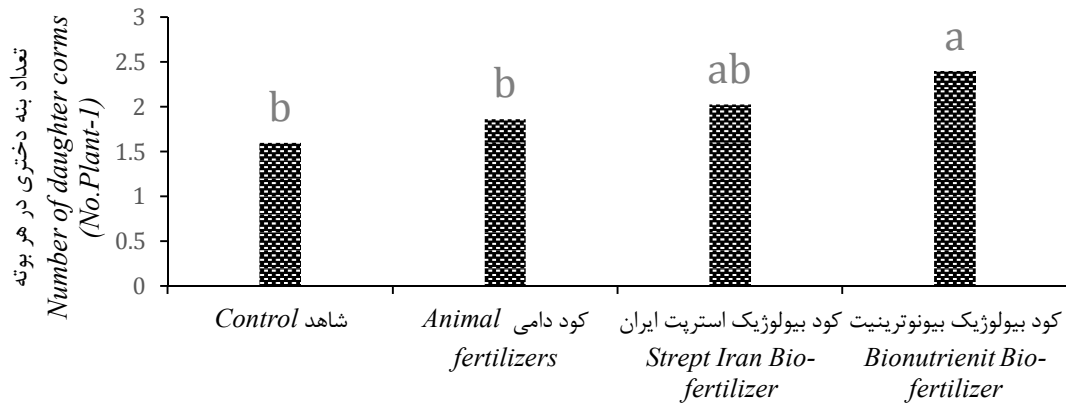 تعداد بنه دختری در هر بوته
Number of daughter corms
(No.Plant-1)
3
2.5
2
1.5
1
0.5
0
b
b
ab
a
شاهد Control
کود دامی Animal
fertilizers
کود بیولوژیک استرپت ایران
Strept Iran Bio-
fertilizer
کود بیولوژیک بیونوترینیت
Bionutrienit Bio-
fertilizer